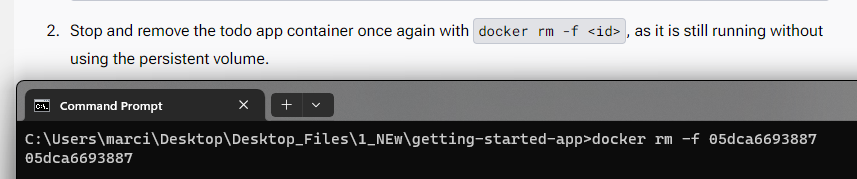 2. Stop and remove the todo app container once again with docker rm -f <id> , as it is still running without
using the persistent volume.
Command Prompt
C:\Users\marci\Desktop\Desktop_Files\1_NEw\getting-started-app>docker rm -f 05dca6693887
05dca6693887